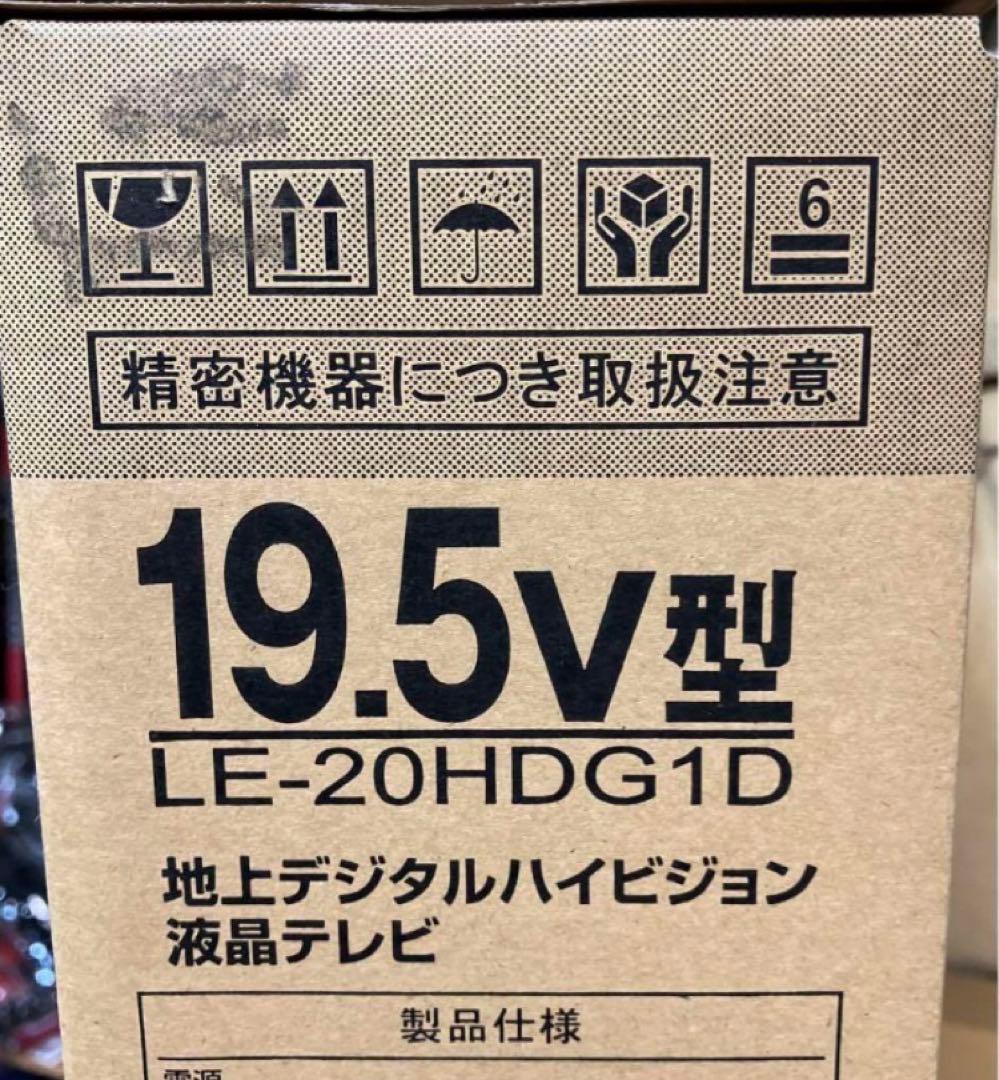 6
精密機器につき取扱注意
19.5V型
LE-20HDG1D
地上デジタルハイビジョン
液晶テレビ
製品仕様
電源